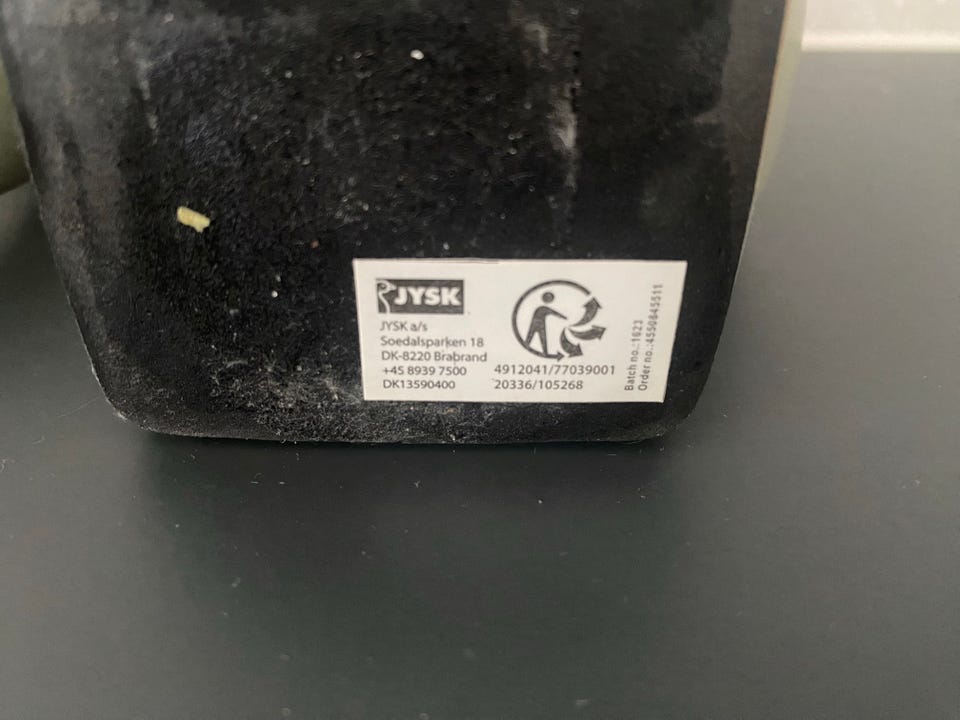 JYSK
JYSK a/s
Soedalsparken 18
DK-8220 Brabrand
+45 8939 7500
DK13590400
4912041/77039001
20336/105268
Batch no.:1623
Order no.:4550845511